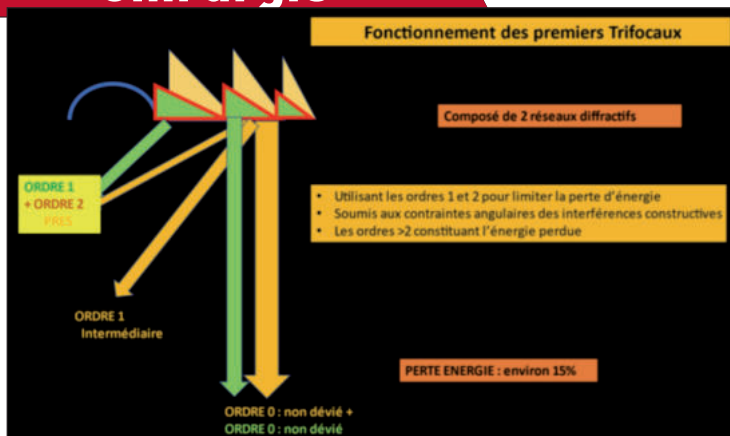 Fonctionnement des premiers Trifocaux
Composé de 2 réseaux diffractifs
ORDRE 1
+ ORDRE 2
PRES
• Utilisant les ordres 1 et 2 pour limiter la perte d'énergie
• Soumis aux contraintes angulaires des interférences constructives
• Les ordres >2 constituant l'énergie perdue
ORDRE 1
Intermédiaire
PERTE ENERGIE : environ 15%
ORDRE 0 : non dévié +
ORDRE 0 : non dévié